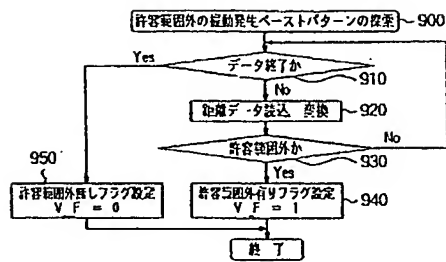 許容範囲外の振動発生ペーストパターンの探索
900
Yes
データ終了か
910
No
距離データ読込 変換
920
許容範囲外か
No
930
950
Yes
許容範囲外無しフラグ設定
VF = 0
許容範囲外有りフラグ設定
VF = 1
940
終了